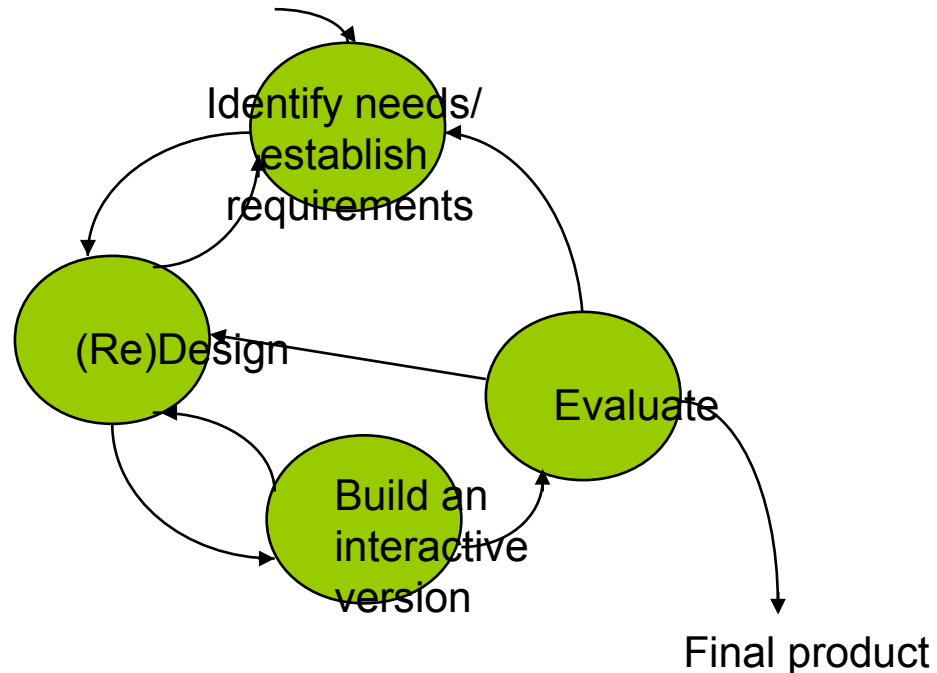 Identify needs/
establish
requirements
(Re)Design
Evaluate
Build an
interactive
version
Final product